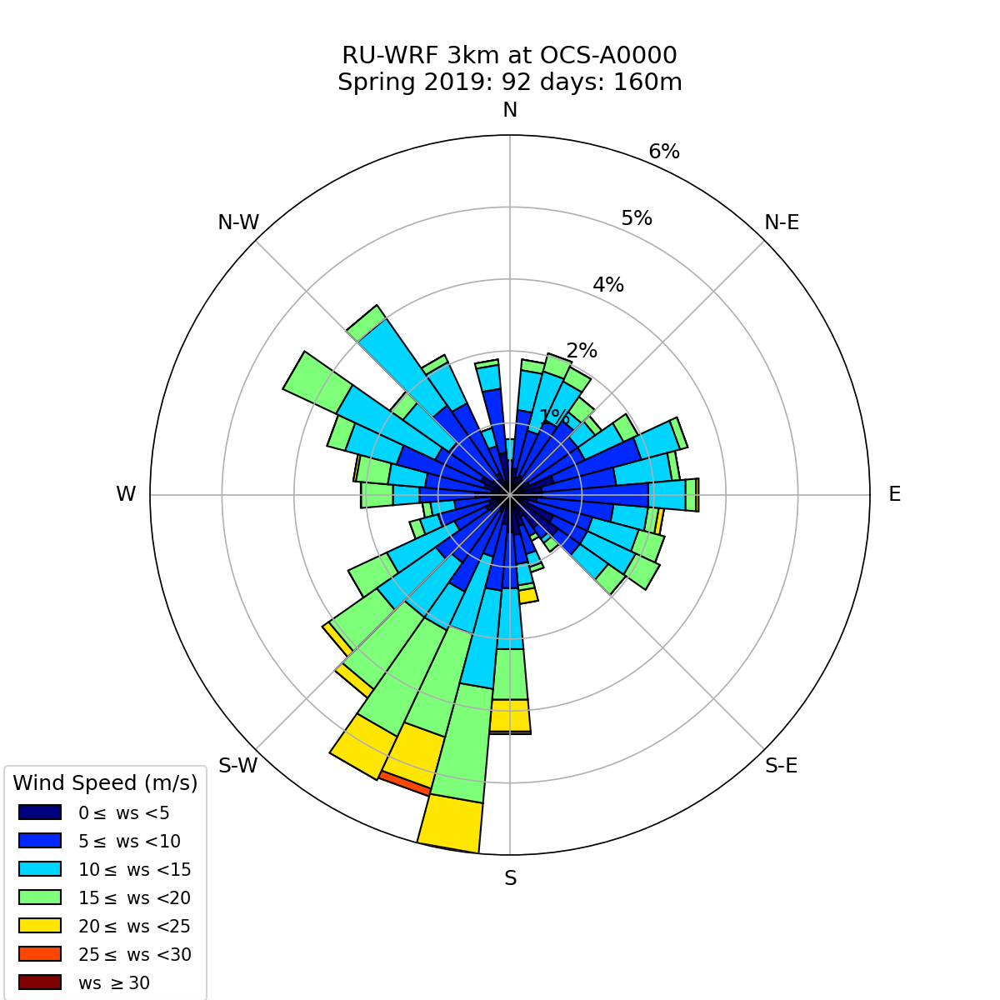 RU-WRF 3km at OCS-A0000
Spring 2019: 92 days: 160m
N
6%
N-W
5%
N-E
4%
2%
1%
W
E
S-W
S-E
S
Wind Speed (m/s)
0≤ ws <5
5≤ ws <10
10≤ ws <15
15≤ ws <20
20≤ ws <25
25≤ ws <30
ws ≥30